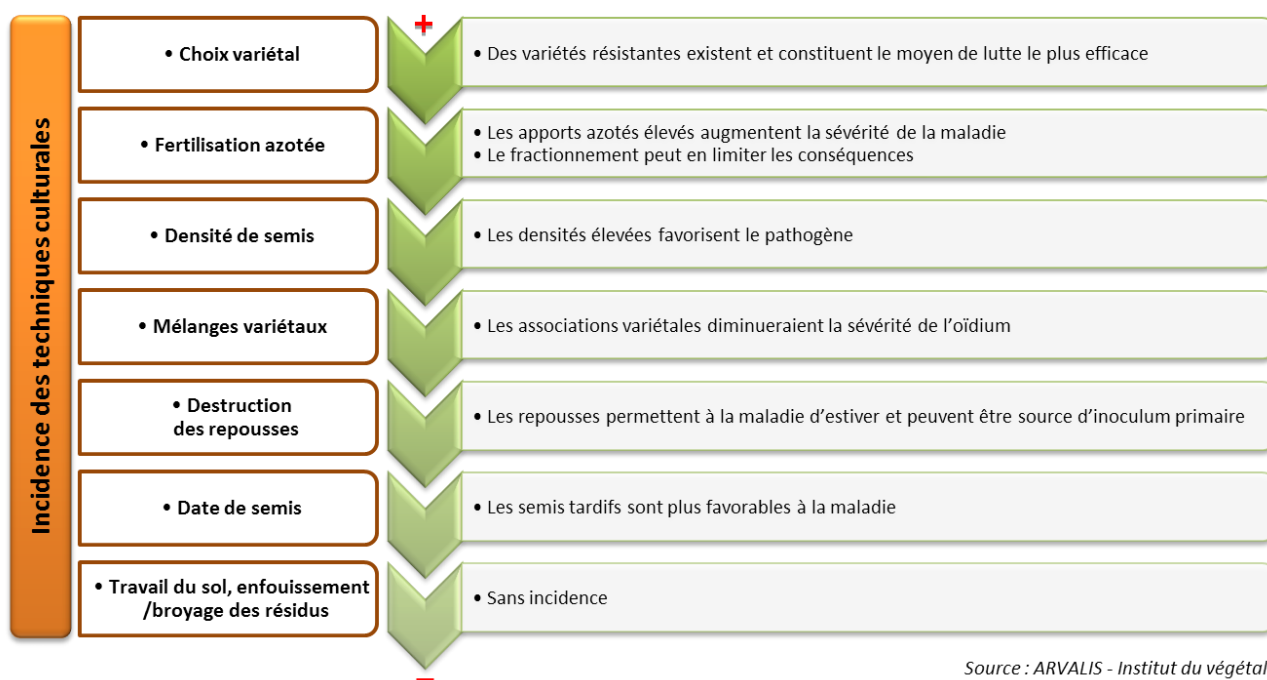 Incidence des techniques culturales
+
• Choix variétal
• Des variétés résistantes existent et constituent le moyen de lutte le plus efficace
• Fertilisation azotée
• Les apports azotés élevés augmentent la sévérité de la maladie
• Le fractionnement peut en limiter les conséquences
• Densité de semis
• Les densités élevées favorisent le pathogène
• Mélanges variétaux
• Les associations variétales diminueraient la sévérité de l’oïdium
• Destruction
des repousses
• Les repousses permettent à la maladie d’estiver et peuvent être source d’inoculum primaire
• Date de semis
• Les semis tardifs sont plus favorables à la maladie
• Travail du sol, enfouissement
/broyage des résidus
• Sans incidence
–
Source : ARVALIS - Institut du végétal